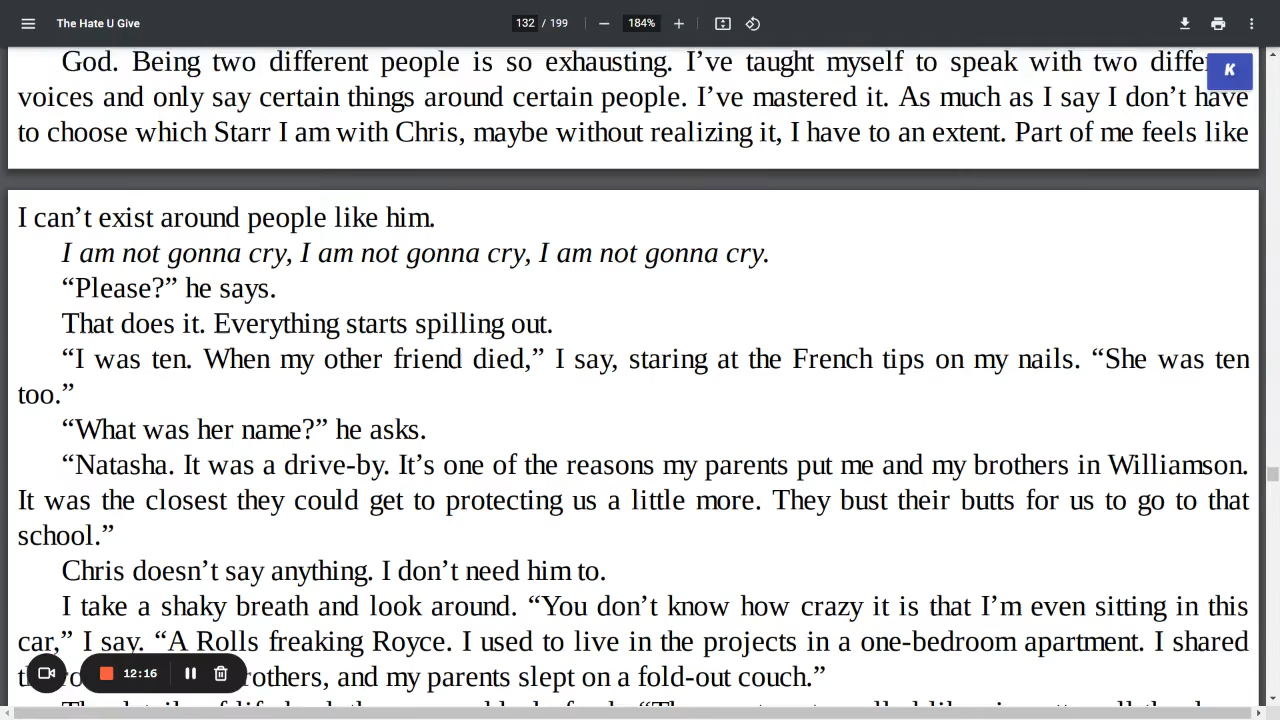 The Hate U Give
132 / 199
184%
K
God. Being two different people is so exhausting. I’ve taught myself to speak with two
voices and only say certain things around certain people. I’ve mastered it. As much as I say I don’t have
to choose which Starr I am with Chris, maybe without realizing it, I have to an extent. Part of me feels like
I can’t exist around people like him.
I am not gonna cry, I am not gonna cry, I am not gonna cry.
“Please?” he says.
That does it. Everything starts spilling out.
“I was ten. When my other friend died,” I say, staring at the French tips on my nails. “She was ten
too.”
“What was her name?” he asks.
“Natasha. It was a drive-by. It’s one of the reasons my parents put me and my brothers in Williamson.
It was the closest they could get to protecting us a little more. They bust their butts for us to go to that
school.”
Chris doesn’t say anything. I don’t need him to.
I take a shaky breath and look around. “You don’t know how crazy it is that I’m even sitting in this
car,” I say. “A Rolls freaking Royce. I used to live in the projects in a one-bedroom apartment. I shared
and my parents slept on a fold-out couch.”
12:16